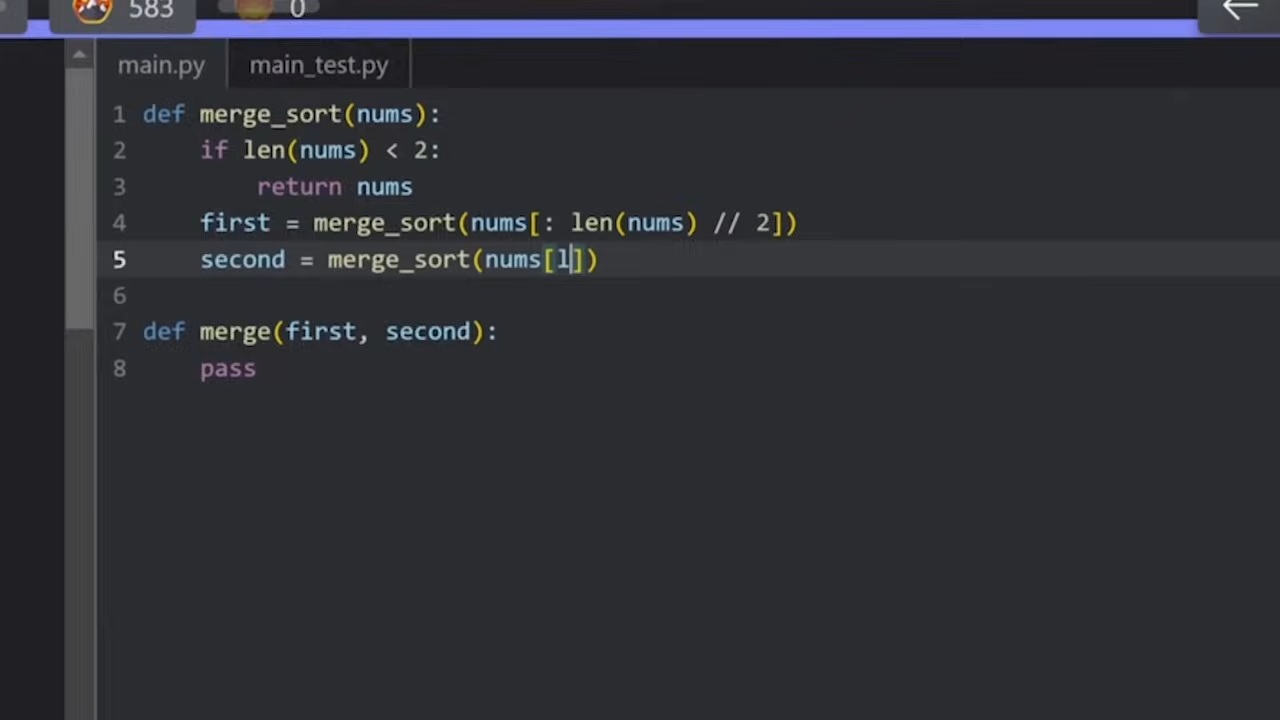 583 0
main.py main_test.py
1 def merge_sort(nums):
2 if len(nums) < 2:
3 return nums
4 first = merge_sort(nums[: len(nums) // 2])
5 second = merge_sort(nums[l])
6
7 def merge(first, second):
8 pass